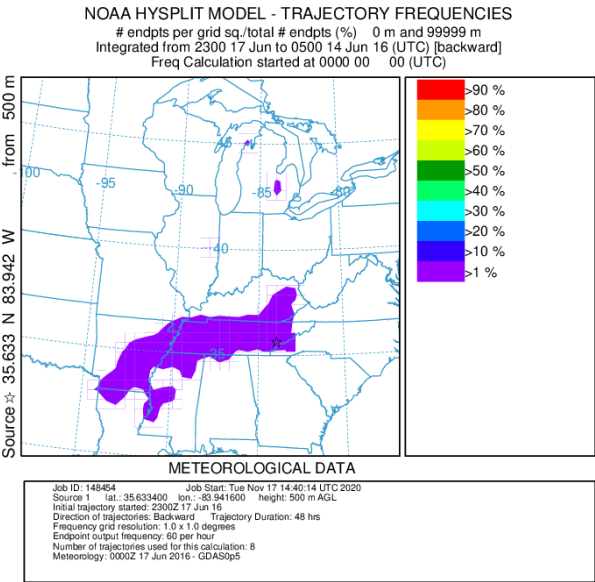 NOAA HYSPLIT MODEL - TRAJECTORY FREQUENCIES
# endpts per grid sq./total # endpts (%) 0 m and 99999 m
Integrated from 2300 17 Jun to 0500 14 Jun 16 (UTC) [backward]
Freq Calculation started at 0000 00 00 (UTC)
Source ☆ 35.633 N 83.942 W from 500 m
45
-100
-95
-90
-85
-80
40
35
>90 %
>80 %
>70 %
>60 %
>50 %
>40 %
>30 %
>20 %
>10 %
>1 %
METEOROLOGICAL DATA
Job ID: 148454 Job Start: Tue Nov 17 14:40:14 UTC 2020
Source 1 lat.: 35.633400 lon.: -83.941600 height: 500 m AGL
Initial trajectory started: 2300Z 17 Jun 16
Direction of trajectories: Backward Trajectory Duration: 48 hrs
Frequency grid resolution: 1.0 x 1.0 degrees
Endpoint output frequency: 60 per hour
Number of trajectories used for this calculation: 8
Meteorology: 0000Z 17 Jun 2016 - GDAS0p5